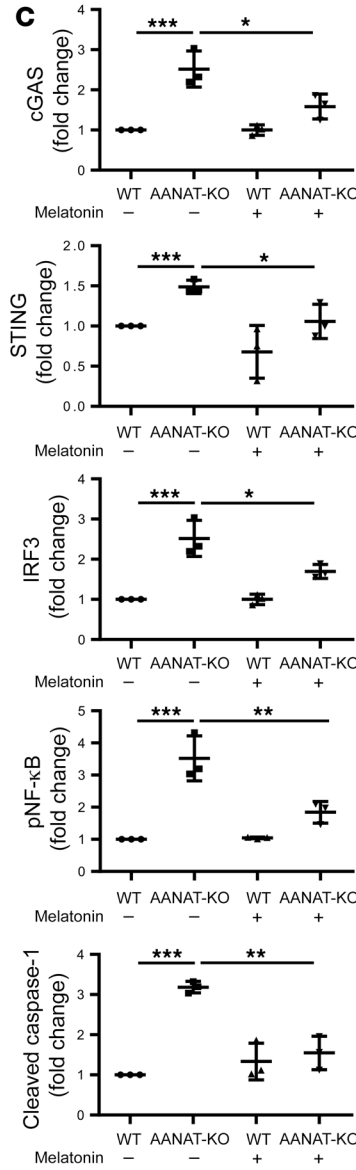 C
*** *
cGAS
(fold change)
4
3
2
1
0
WT AANAT-KO WT AANAT-KO
Melatonin − − + +
*** *
STING
(fold change)
2.0
1.5
1.0
0.5
0.0
WT AANAT-KO WT AANAT-KO
Melatonin − − + +
*** *
IRF3
(fold change)
4
3
2
1
0
WT AANAT-KO WT AANAT-KO
Melatonin − − + +
*** **
pNF-κB
(fold change)
5
4
3
2
1
0
WT AANAT-KO WT AANAT-KO
Melatonin − − + +
*** **
Cleaved caspase-1
(fold change)
4
3
2
1
0
WT AANAT-KO WT AANAT-KO
Melatonin − − + +